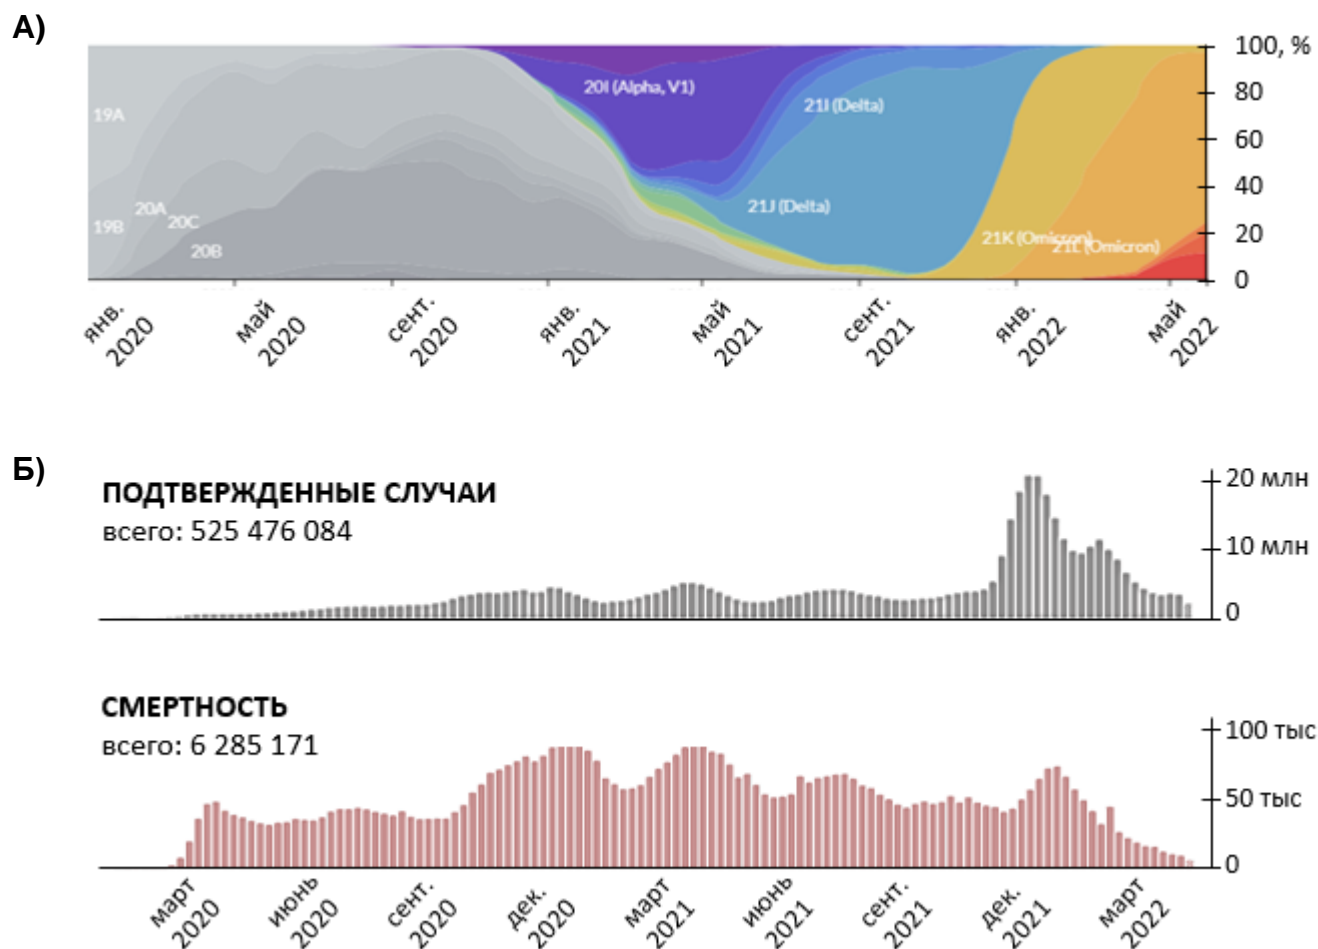 А)
100, %
80
60
40
20
0
19A
19B
20A
20C
20B
20I (Alpha, V1)
21I (Delta)
21J (Delta)
21K (Omicron)
21L (Omicron)
янв. 2020
май 2020
сент. 2020
янв. 2021
май 2021
сент. 2021
янв. 2022
май 2022
Б)
ПОДТВЕРЖДЕННЫЕ СЛУЧАИ
всего: 525 476 084
20 млн
10 млн
0
СМЕРТНОСТЬ
всего: 6 285 171
100 тыс
50 тыс
0
март 2020
июнь 2020
сент. 2020
дек. 2020
март 2021
июнь 2021
сент. 2021
дек. 2021
март 2022